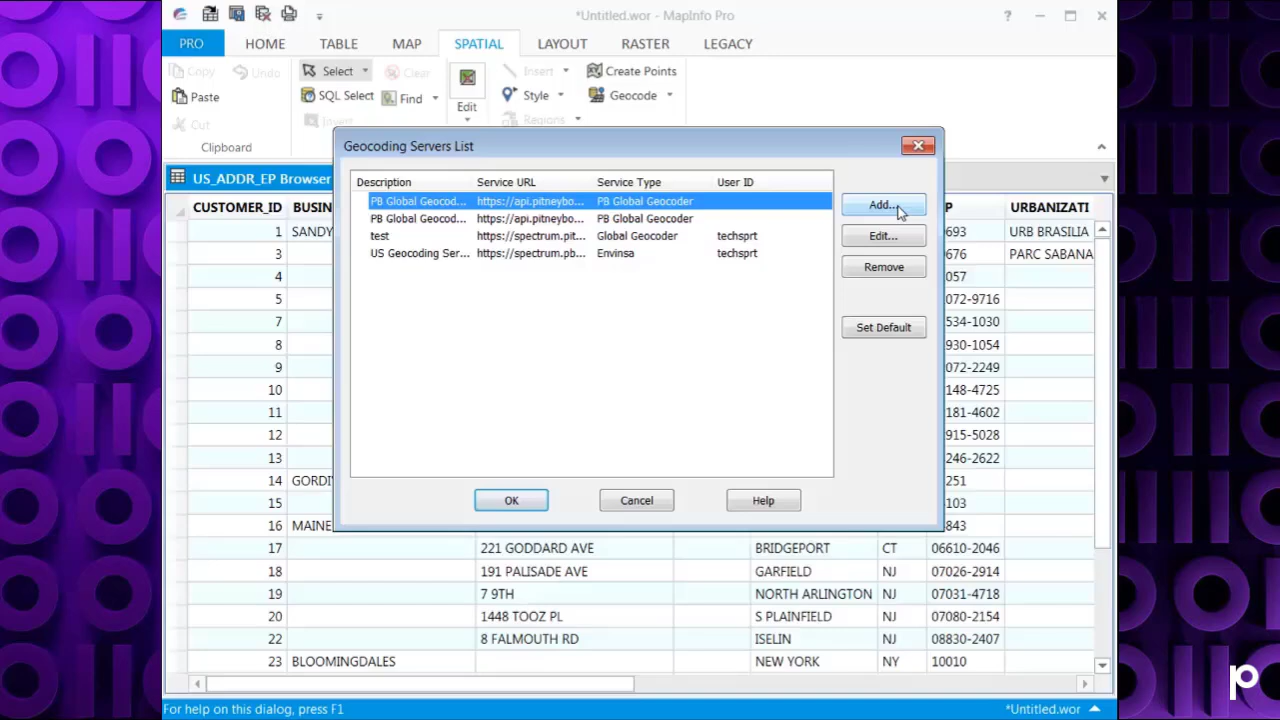 *Untitled.wor - MapInfo Pro
PRO HOME TABLE MAP SPATIAL LAYOUT RASTER LEGACY
Copy Undo Select Clear Insert Create Points
Paste SQL Select Find Edit Style Geocode
Cut Invert Regions
Clipboard
Geocoding Servers List
US_ADDR_EP Browser
Description Service URL Service Type User ID
PB Global Geocod... https://api.pitneybo... PB Global Geocoder
PB Global Geocod... https://api.pitneybo... PB Global Geocoder
test https://spectrum.pit... Global Geocoder techsprt
US Geocoding Ser... https://spectrum.pb... Envinsa techsprt
Add...
Edit...
Remove
Set Default
OK Cancel Help
CUSTOMER_ID BUSIN P URBANIZATI
1 SANDY 693 URB BRASILIA
3 676 PARC SABANA
4 057
5 072-9716
7 534-1030
8 930-1054
9 072-2249
10 148-4725
11 181-4602
12 915-5028
13 246-2622
14 GORDI 251
15 103
16 MAINE 843
17 221 GODDARD AVE BRIDGEPORT CT 06610-2046
18 191 PALISADE AVE GARFIELD NJ 07026-2914
19 7 9TH NORTH ARLINGTON NJ 07031-4718
20 1448 TOOZ PL S PLAINFIELD NJ 07080-2154
22 8 FALMOUTH RD ISELIN NJ 08830-2407
23 BLOOMINGDALES NEW YORK NY 10010
For help on this dialog, press F1 *Untitled.wor
p